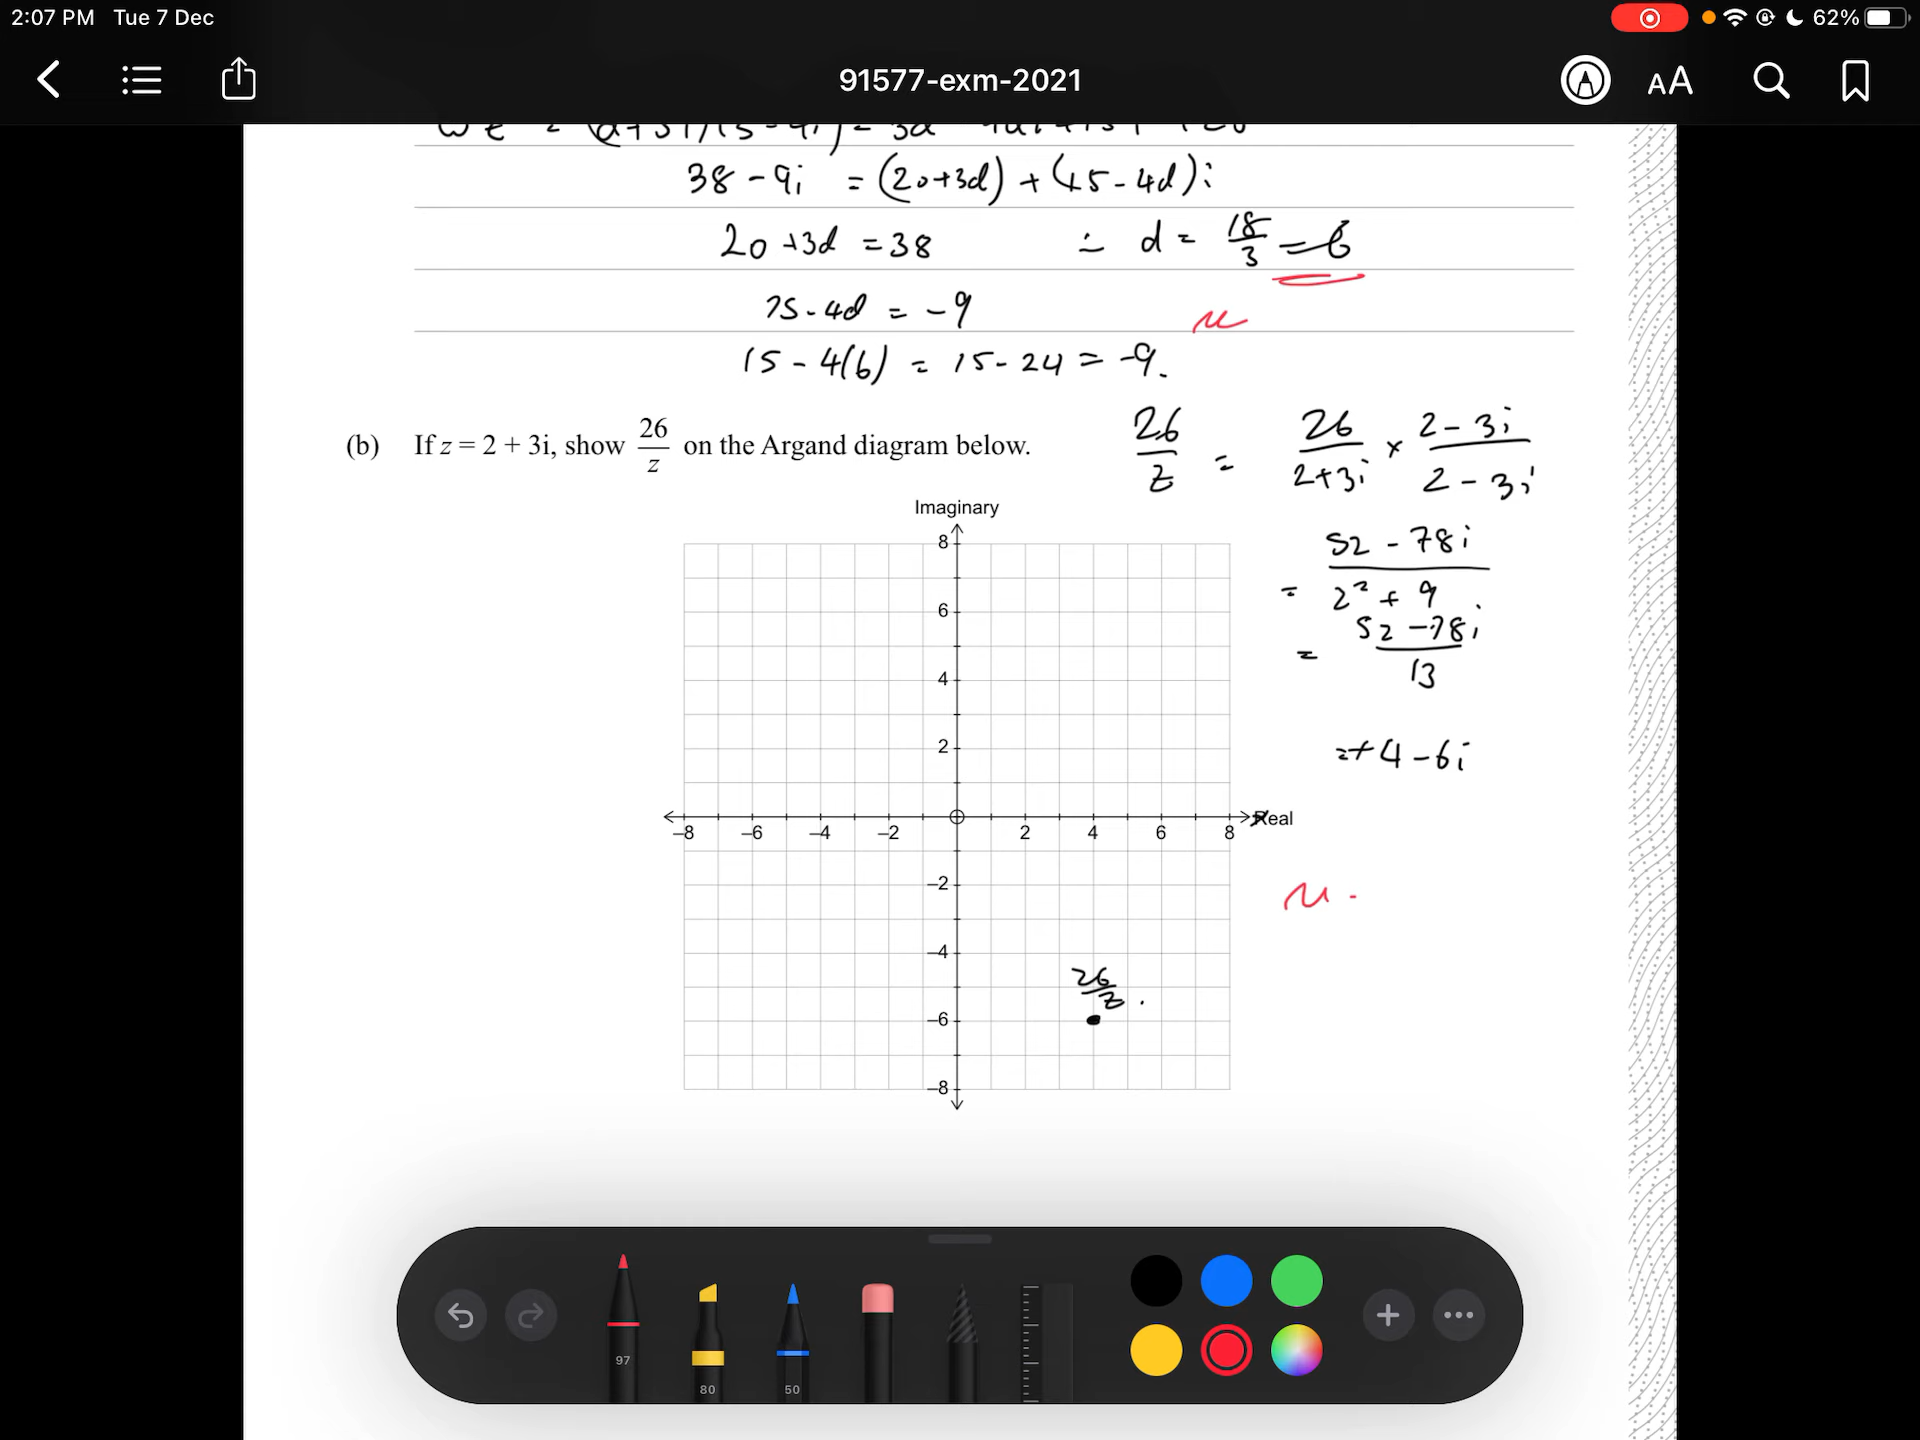 2:07 PM Tue 7 Dec
62%
91577-exm-2021
AA
38 - 9i = (20+3d) + (15 - 4d)i
20 + 3d = 38 ∴ d = 18/3 = 6
15 - 4d = -9
u
15 - 4(6) = 15 - 24 = -9.
(b) If z = 2 + 3i, show 26/z on the Argand diagram below.
26/z = 26/(2+3i) × (2-3i)/(2-3i)
= (52 - 78i)/(2² + 9)
= (52 - 78i)/13
= +4 - 6i
Imaginary
8
6
4
2
–8 –6 –4 –2 2 4 6 8 Real
–2
u.
–4
26/z.
–6
–8
97 80 50